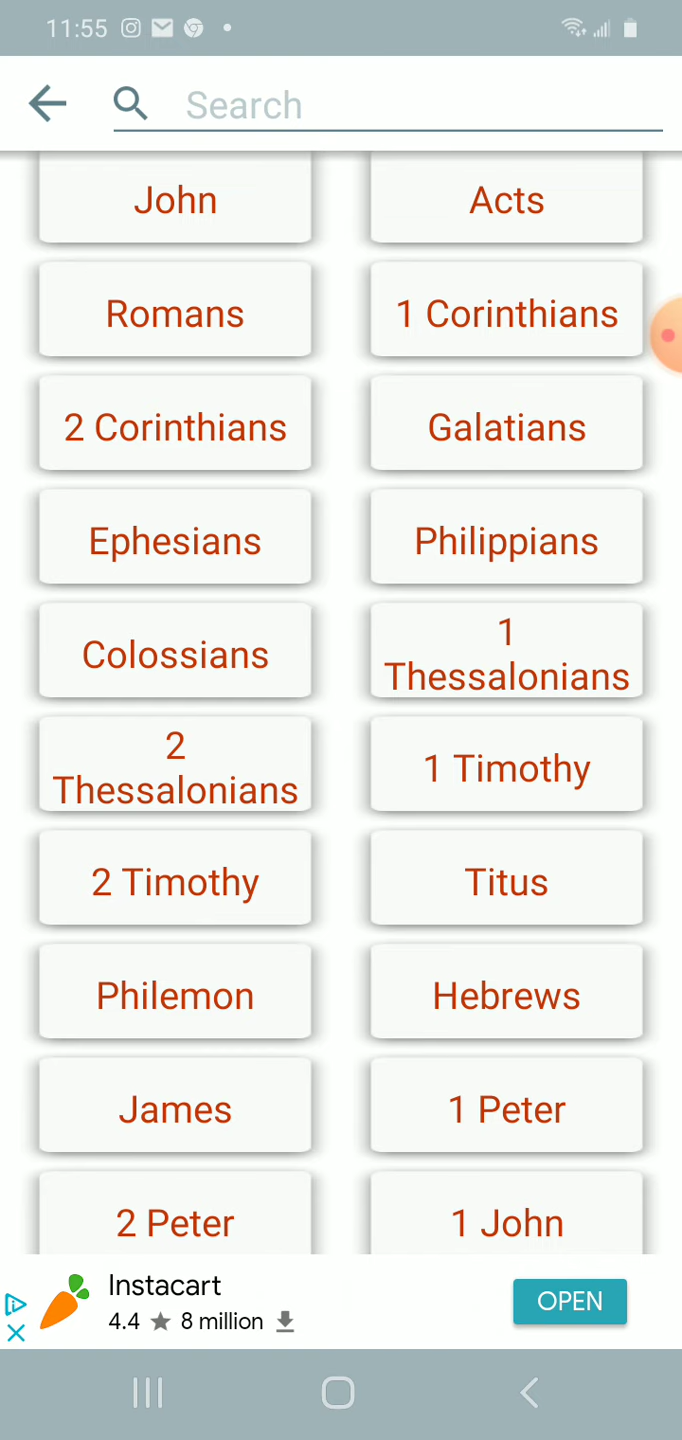 11:55
Search
John
Acts
Romans
1 Corinthians
2 Corinthians
Galatians
Ephesians
Philippians
Colossians
1
Thessalonians
2
Thessalonians
1 Timothy
2 Timothy
Titus
Philemon
Hebrews
James
1 Peter
2 Peter
1 John
Instacart
4.4 ★ 8 million
OPEN